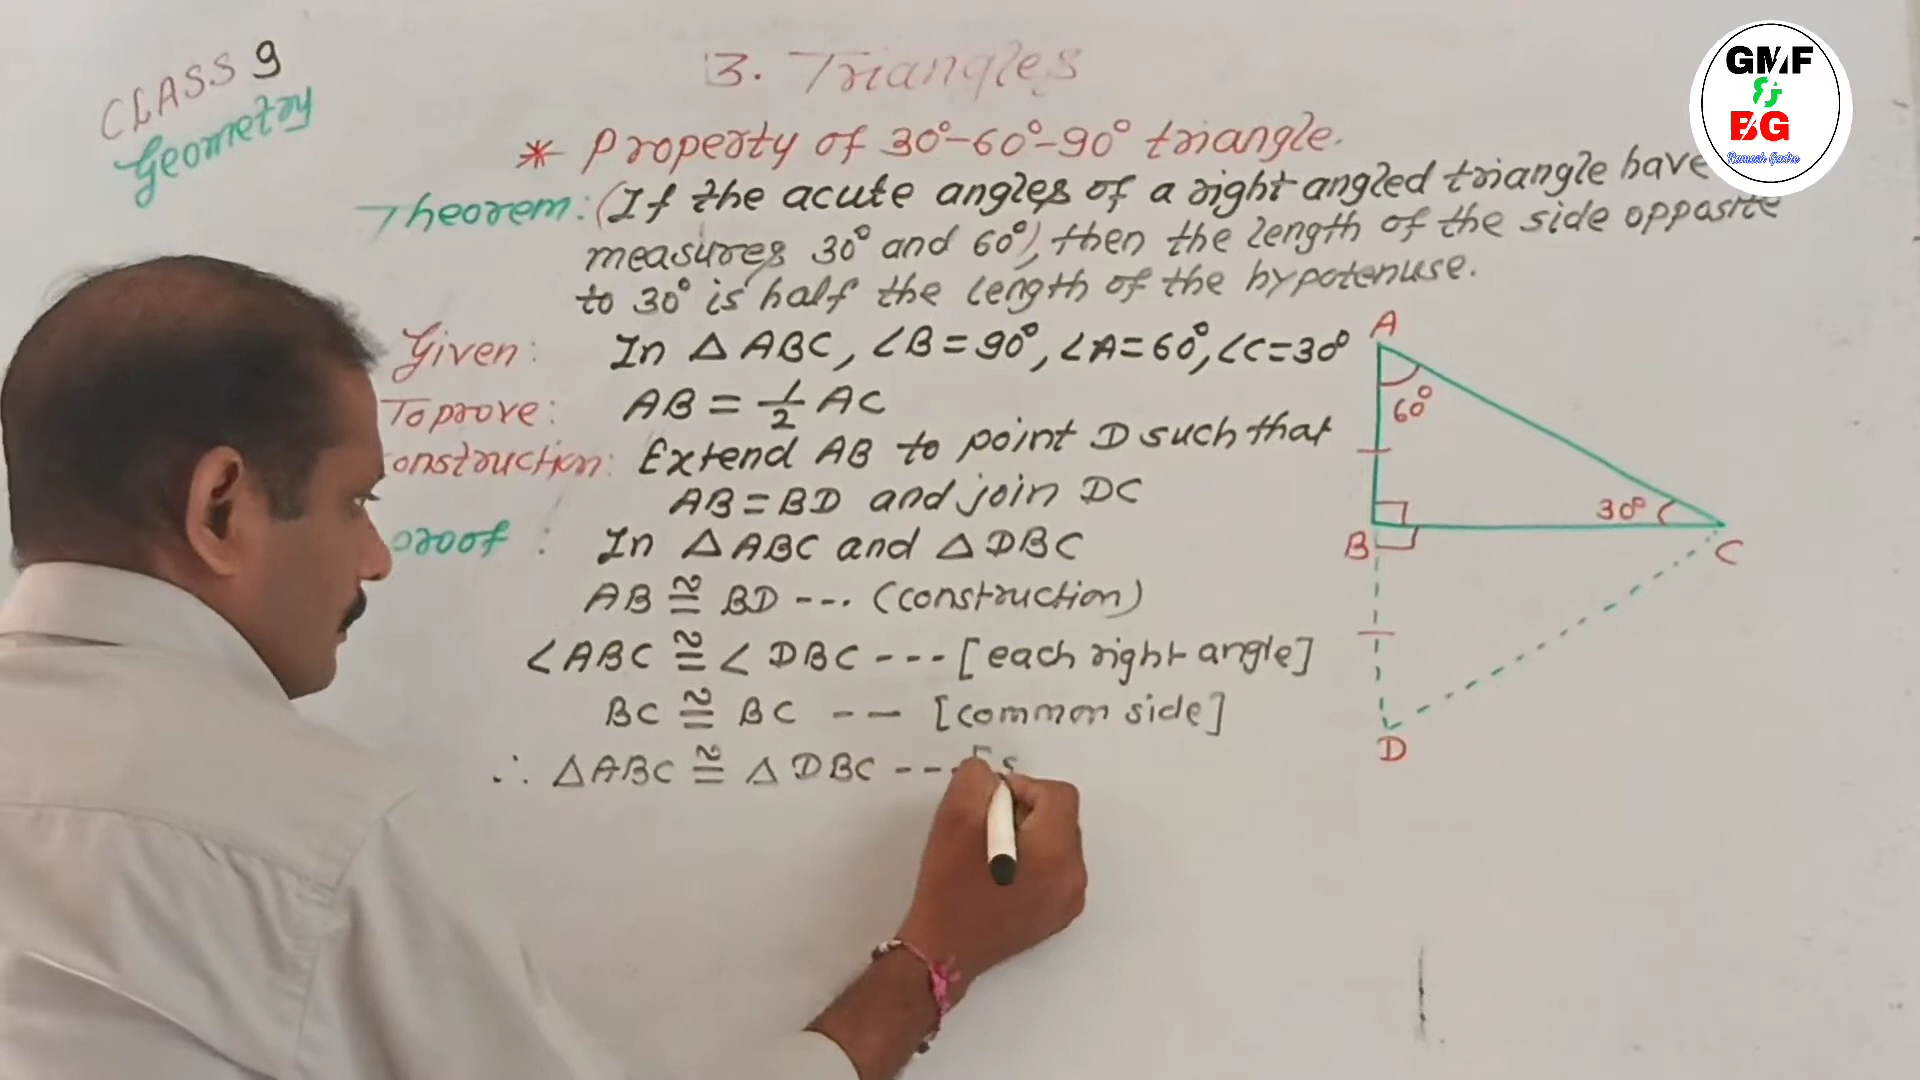 CLASS 9
Geometry
3. Triangles
* Property of 30°-60°-90° triangle.
Theorem: (If the acute angles of a right angled triangle have
measures 30° and 60°), then the length of the side opposite
to 30° is half the length of the hypotenuse.
Given: In △ABC, ∠B=90°, ∠A=60°, ∠C=30°
To prove: AB = 1/2 AC
onstruction: Extend AB to point D such that
AB=BD and join DC
proof : In △ABC and △DBC
AB ≅ BD --- (construction)
∠ABC ≅ ∠DBC --- [each right angle]
BC ≅ BC -- [common side]
∴ △ABC ≅ △DBC --- [S
A
60°
30°
B
C
D
GMF
&
BG